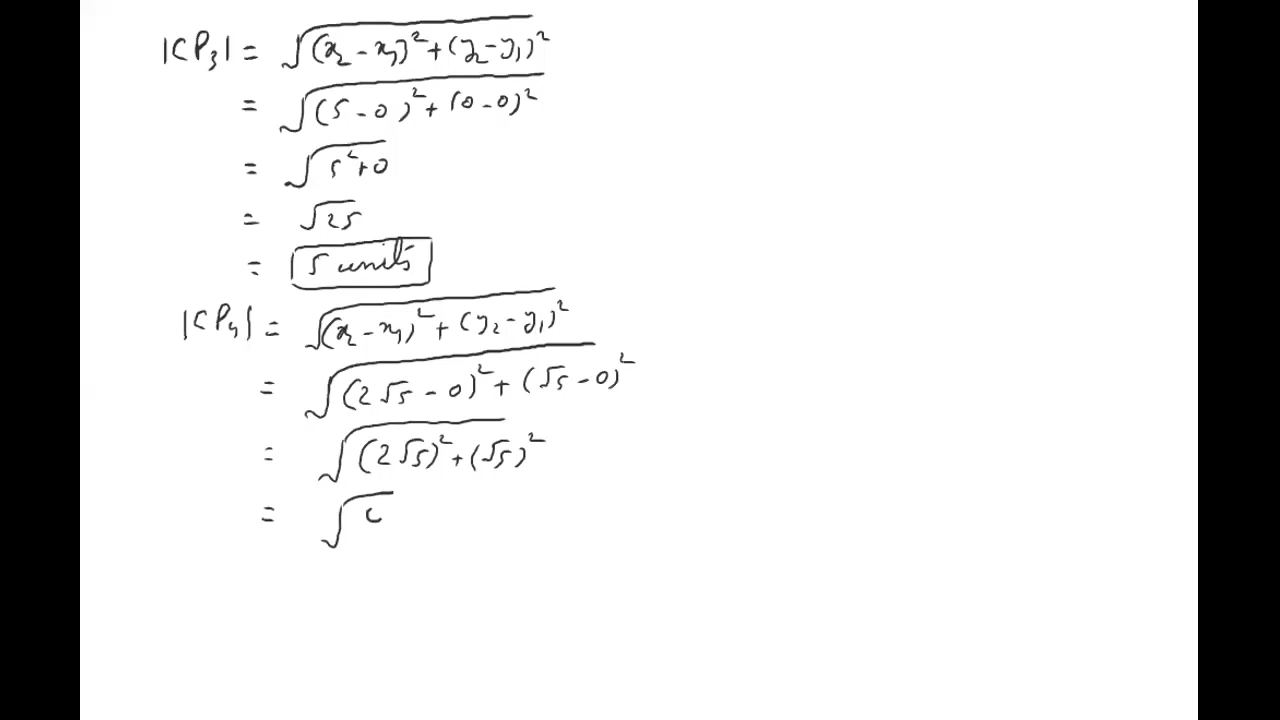 |CP₃| = √((x₂ - x₁)² + (y₂ - y₁)²)
= √((5 - 0)² + (0 - 0)²)
= √(5² + 0)
= √25
= 5 units
|CP₄| = √((x₂ - x₁)² + (y₂ - y₁)²)
= √((2√5 - 0)² + (√5 - 0)²)
= √((2√5)² + (√5)²)
= √